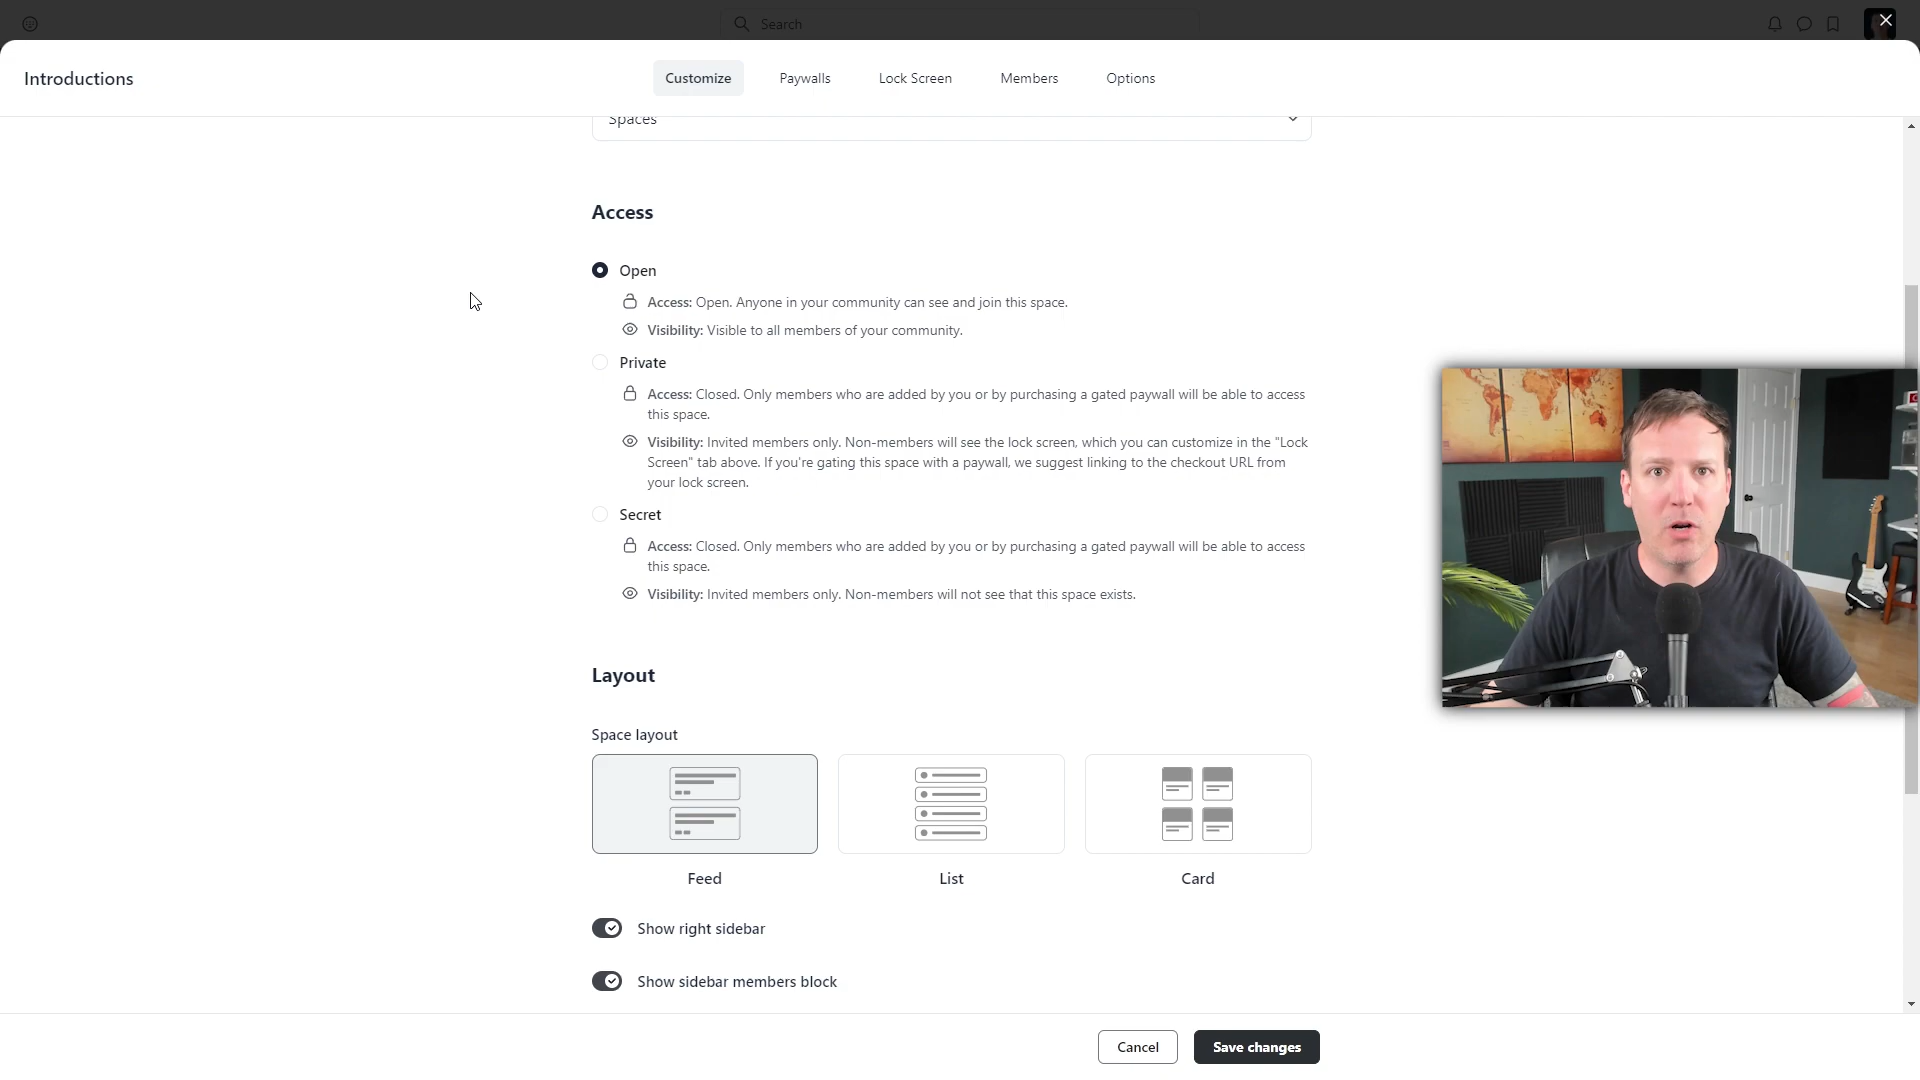 Search
Introductions
Customize
Paywalls
Lock Screen
Members
Options
Spaces
Access
Open
Access: Open. Anyone in your community can see and join this space.
Visibility: Visible to all members of your community.
Private
Access: Closed. Only members who are added by you or by purchasing a gated paywall will be able to access
this space.
Visibility: Invited members only. Non-members will see the lock screen, which you can customize in the "Lock
Screen" tab above. If you're gating this space with a paywall, we suggest linking to the checkout URL from
your lock screen.
Secret
Access: Closed. Only members who are added by you or by purchasing a gated paywall will be able to access
this space.
Visibility: Invited members only. Non-members will not see that this space exists.
Layout
Space layout
Feed
List
Card
Show right sidebar
Show sidebar members block
Cancel
Save changes